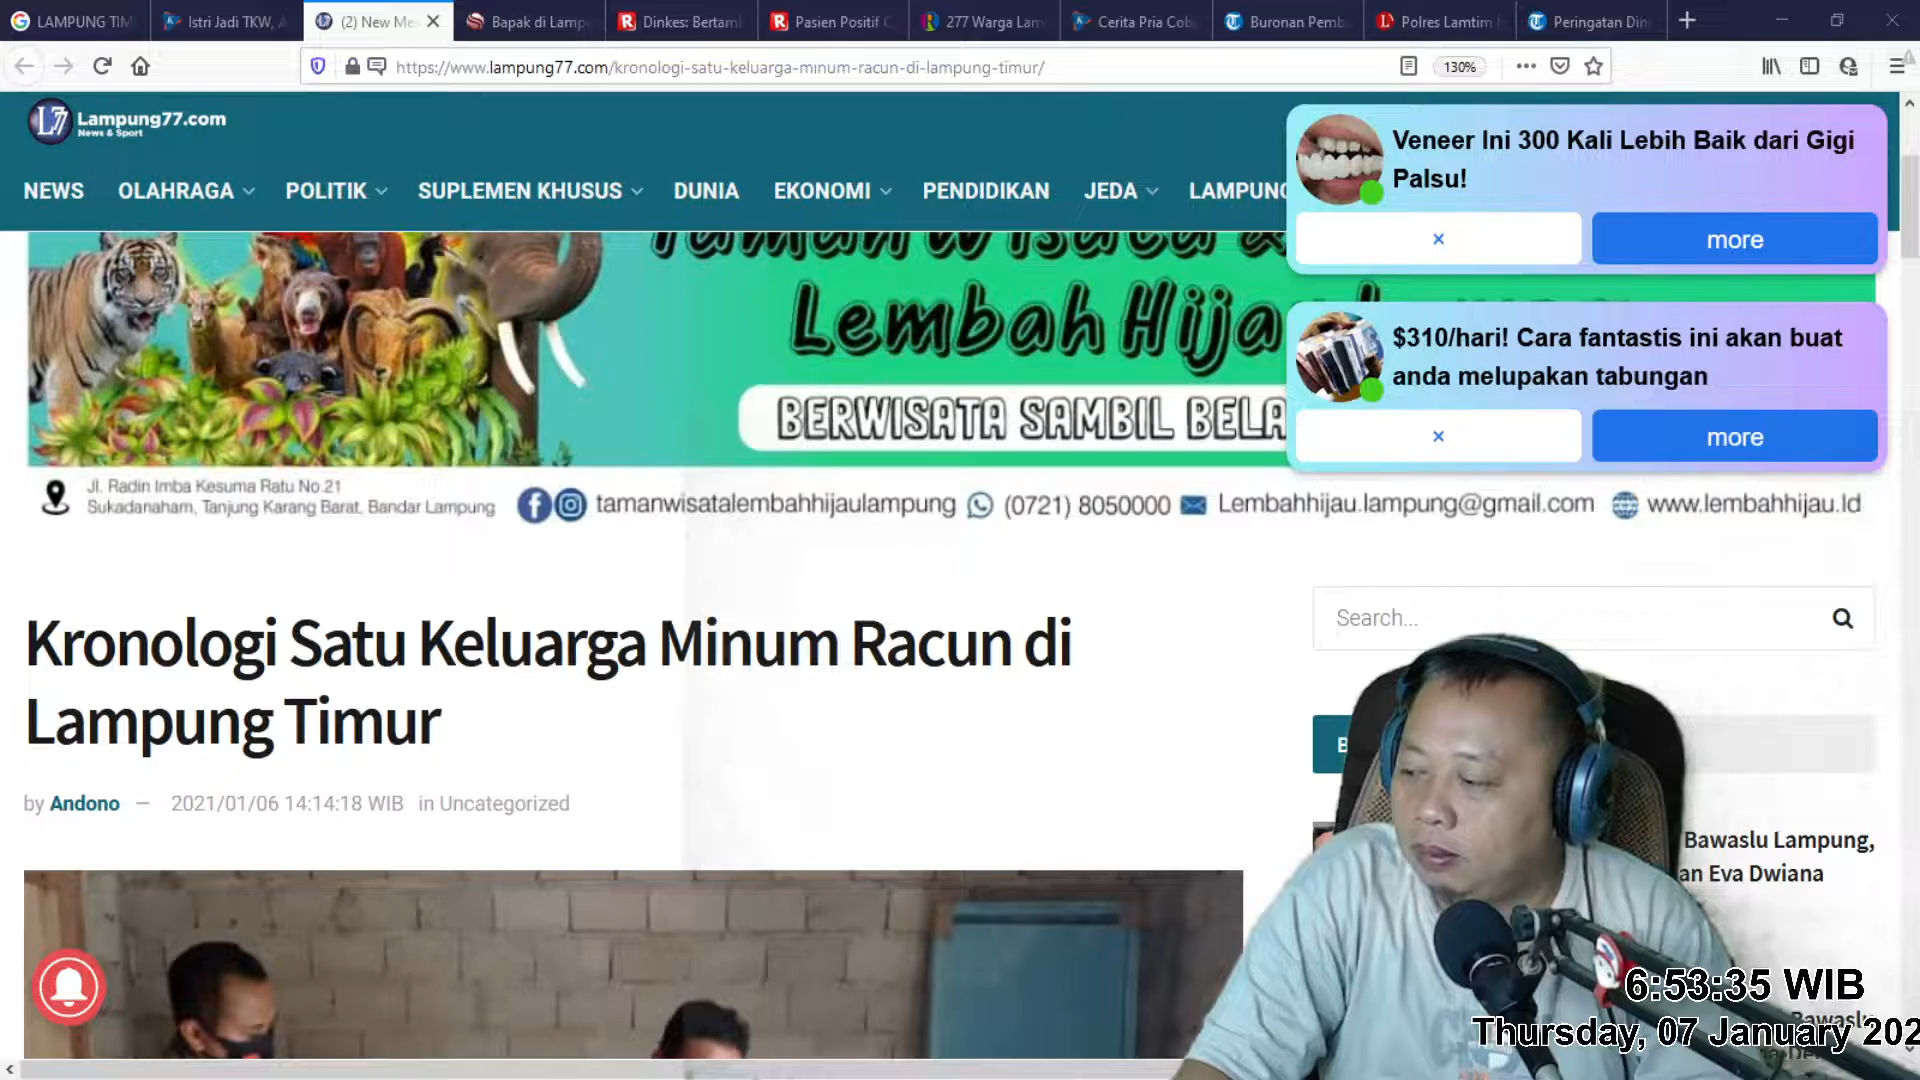 LAMPUNG TIM
Istri Jadi TKW, A
(2) New Me
Bapak di Lamp
Dinkes: Bertaml
Pasien Positif C
277 Warga Lam
Cerita Pria Cob
Buronan Pemb
Polres Lamtim
Peringatan Din
https://www.lampung77.com/kronologi-satu-keluarga-minum-racun-di-lampung-timur/
130%
L7 Lampung77.com
News & Sport
NEWS OLAHRAGA POLITIK SUPLEMEN KHUSUS DUNIA EKONOMI PENDIDIKAN JEDA LAMPUNG
Veneer Ini 300 Kali Lebih Baik dari Gigi
Palsu!
× more
Taman Wisata &
Lembah Hija
$310/hari! Cara fantastis ini akan buat
anda melupakan tabungan
× more
BERWISATA SAMBIL BELA
Jl. Radin Imba Kesuma Ratu No.21
Sukadanaham, Tanjung Karang Barat, Bandar Lampung
tamanwisatalembahhijaulampung (0721) 8050000 Lembahhijau.lampung@gmail.com www.lembahhijau.Id
Search...
Kronologi Satu Keluarga Minum Racun di
Lampung Timur
by Andono — 2021/01/06 14:14:18 WIB in Uncategorized
Bawaslu Lampung,
an Eva Dwiana
6:53:35 WIB
Bawaslu
Thursday, 07 January 202